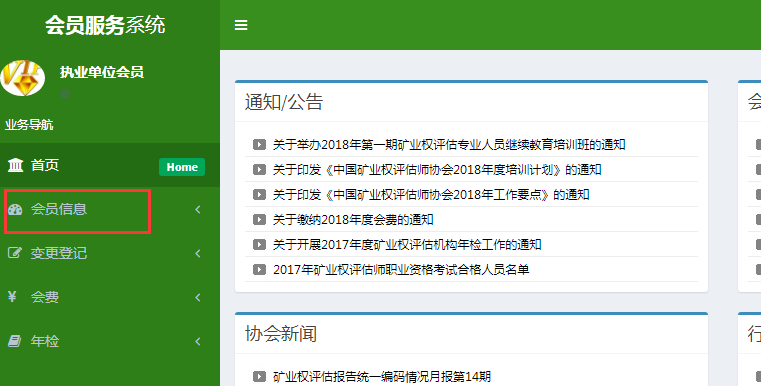 会员服务系统
执业单位会员
业务导航
首页
Home
会员信息
变更登记
¥ 会费
年检
通知/公告
关于举办2018年第一期矿业权评估专业人员继续教育培训班的通知
关于印发《中国矿业权评估师协会2018年度培训计划》的通知
关于印发《中国矿业权评估师协会2018年工作要点》的通知
关于缴纳2018年度会费的通知
关于开展2017年度矿业权评估机构年检工作的通知
2017年矿业权评估师职业资格考试合格人员名单
协会新闻
矿业权评估报告统一编码情况月报第14期
会
行